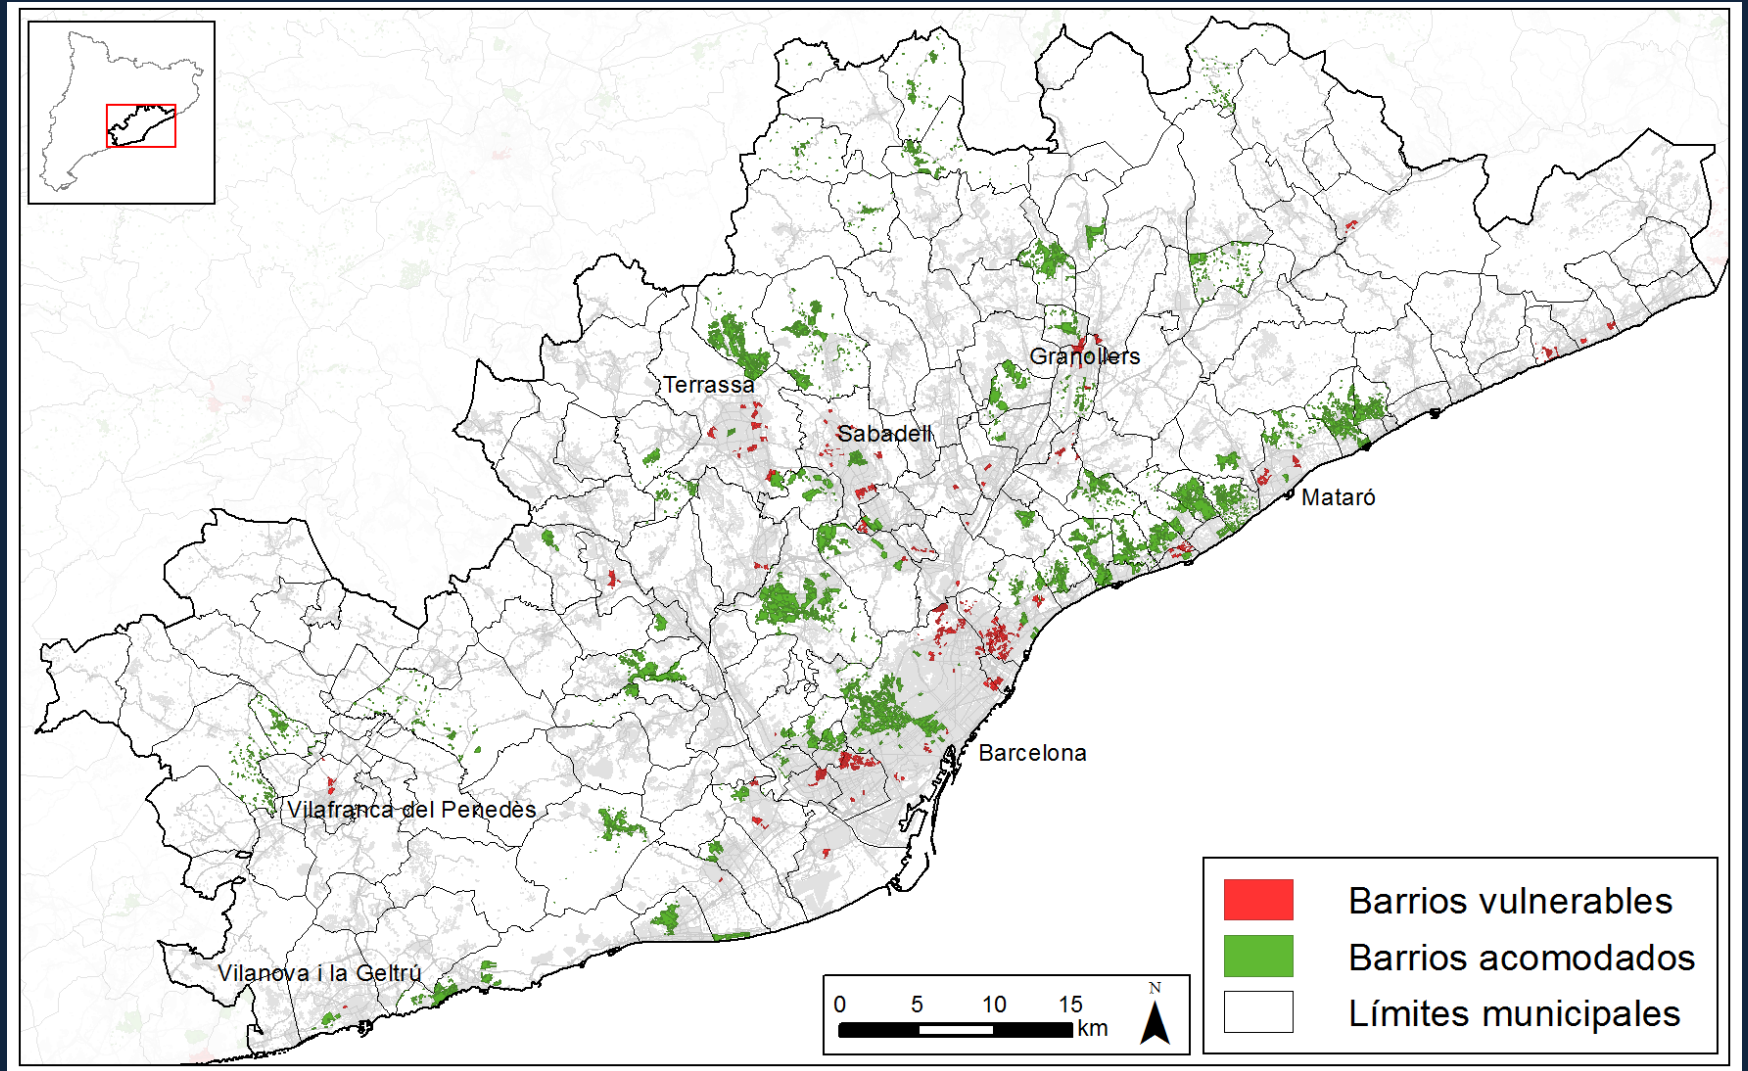 Granollers
Terrassa
Sabadell
Mataró
Barcelona
Vilafranca del Penedès
Vilanova i la Geltrú
0 5 10 15
km
N
Barrios vulnerables
Barrios acomodados
Límites municipales